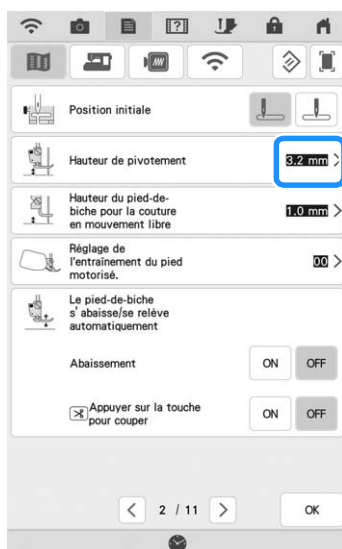 Position initiale
Hauteur de pivotement 3.2 mm >
Hauteur du pied-de-
biche pour la couture 1.0 mm >
en mouvement libre
Réglage de
l'entraînement du pied 00 >
motorisé.
Le pied-de-biche
s'abaisse/se relève
automatiquement
Abaissement ON OFF
Appuyer sur la touche ON OFF
pour couper
< 2 / 11 > OK